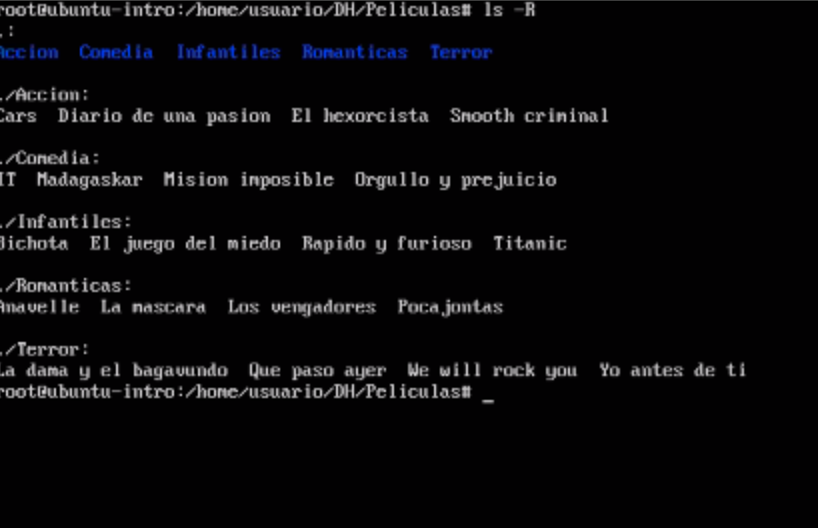 root@ubuntu-intro:/home/usuario/DH/Peliculas# ls -R
.:
Accion  Comedia  Infantiles  Romanticas  Terror

./Accion:
Cars  Diario de una pasion  El hexorcista  Smooth criminal

./Comedia:
IT  Madagaskar  Mision imposible  Orgullo y prejuicio

./Infantiles:
Bichota  El juego del miedo  Rapido y furioso  Titanic

./Romanticas:
Anavelle  La mascara  Los vengadores  Pocajontas

./Terror:
La dama y el bagavundo  Que paso ayer  We will rock you  Yo antes de ti
root@ubuntu-intro:/home/usuario/DH/Peliculas# _